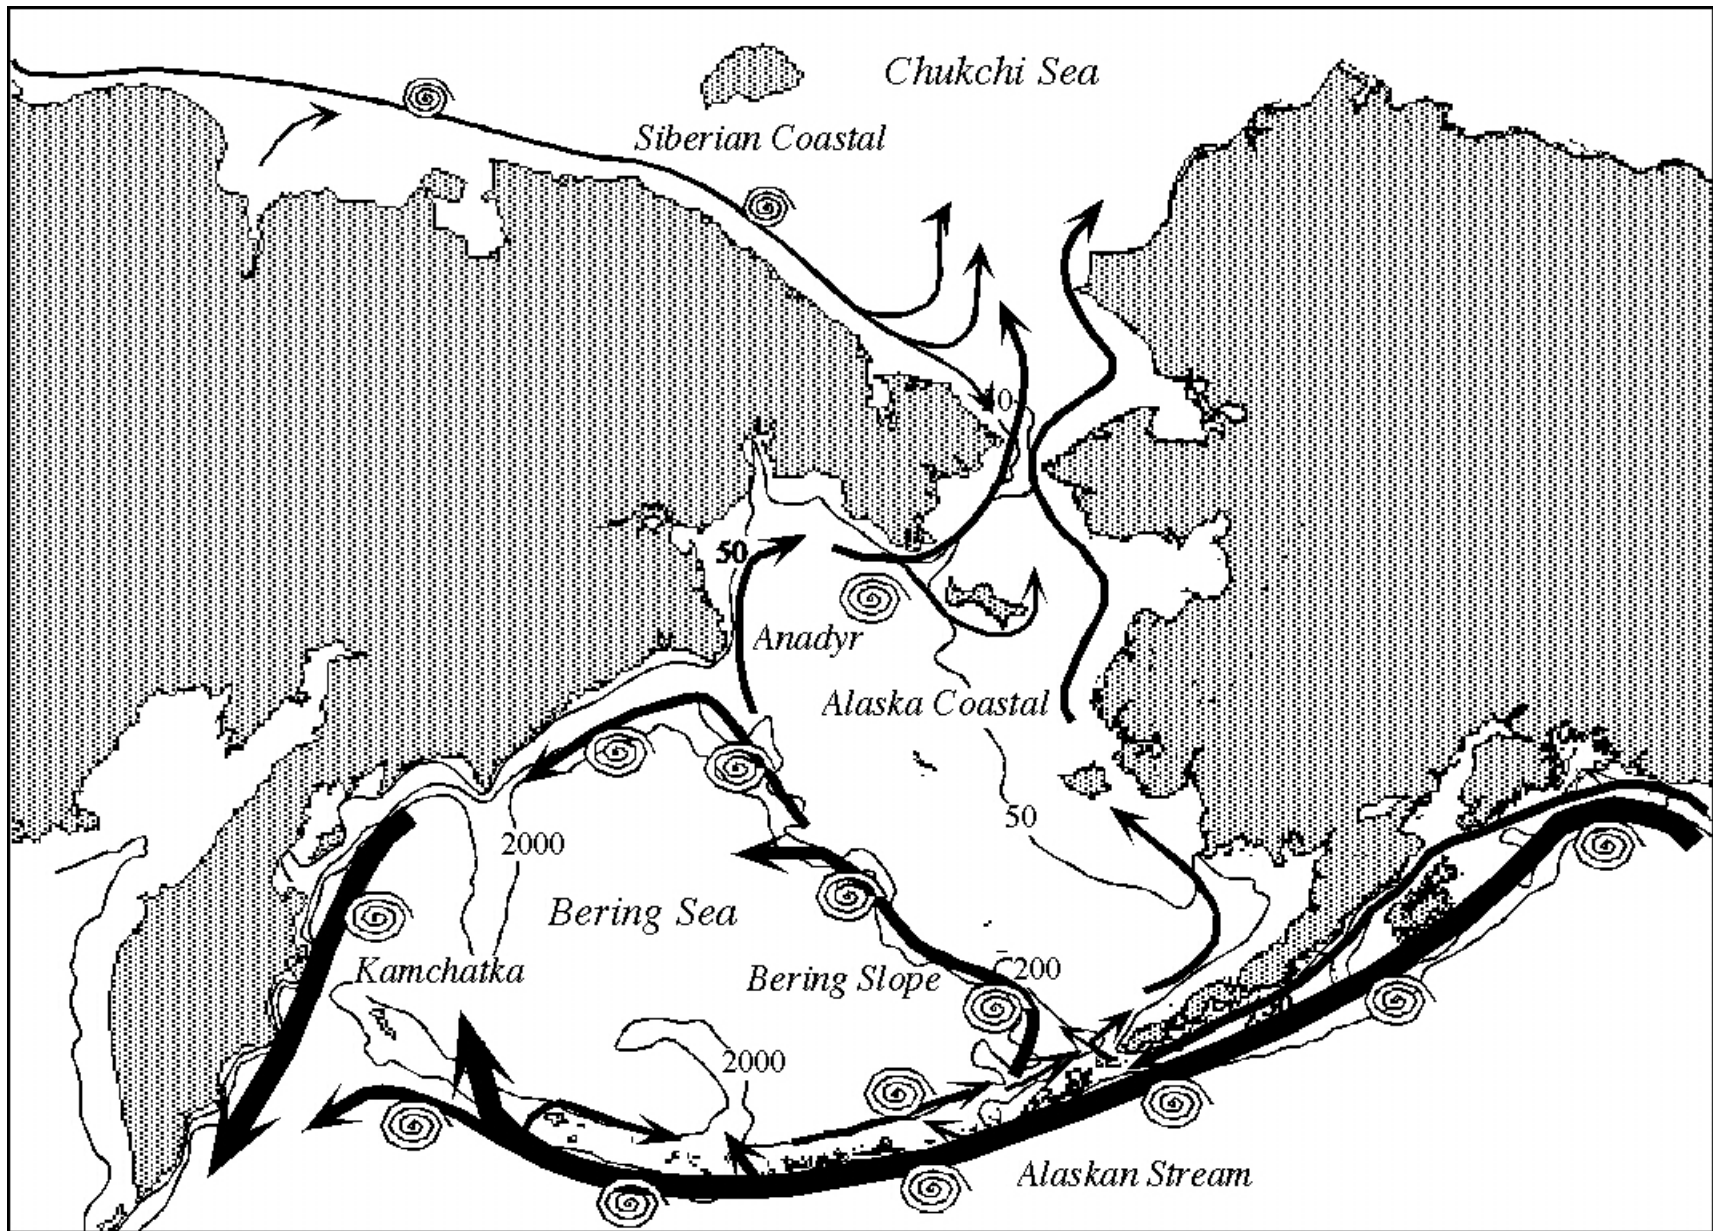 Chukchi Sea
Siberian Coastal
50
Anadyr
Alaska Coastal
50
2000
Bering Sea
Kamchatka
Bering Slope
200
2000
Alaskan Stream